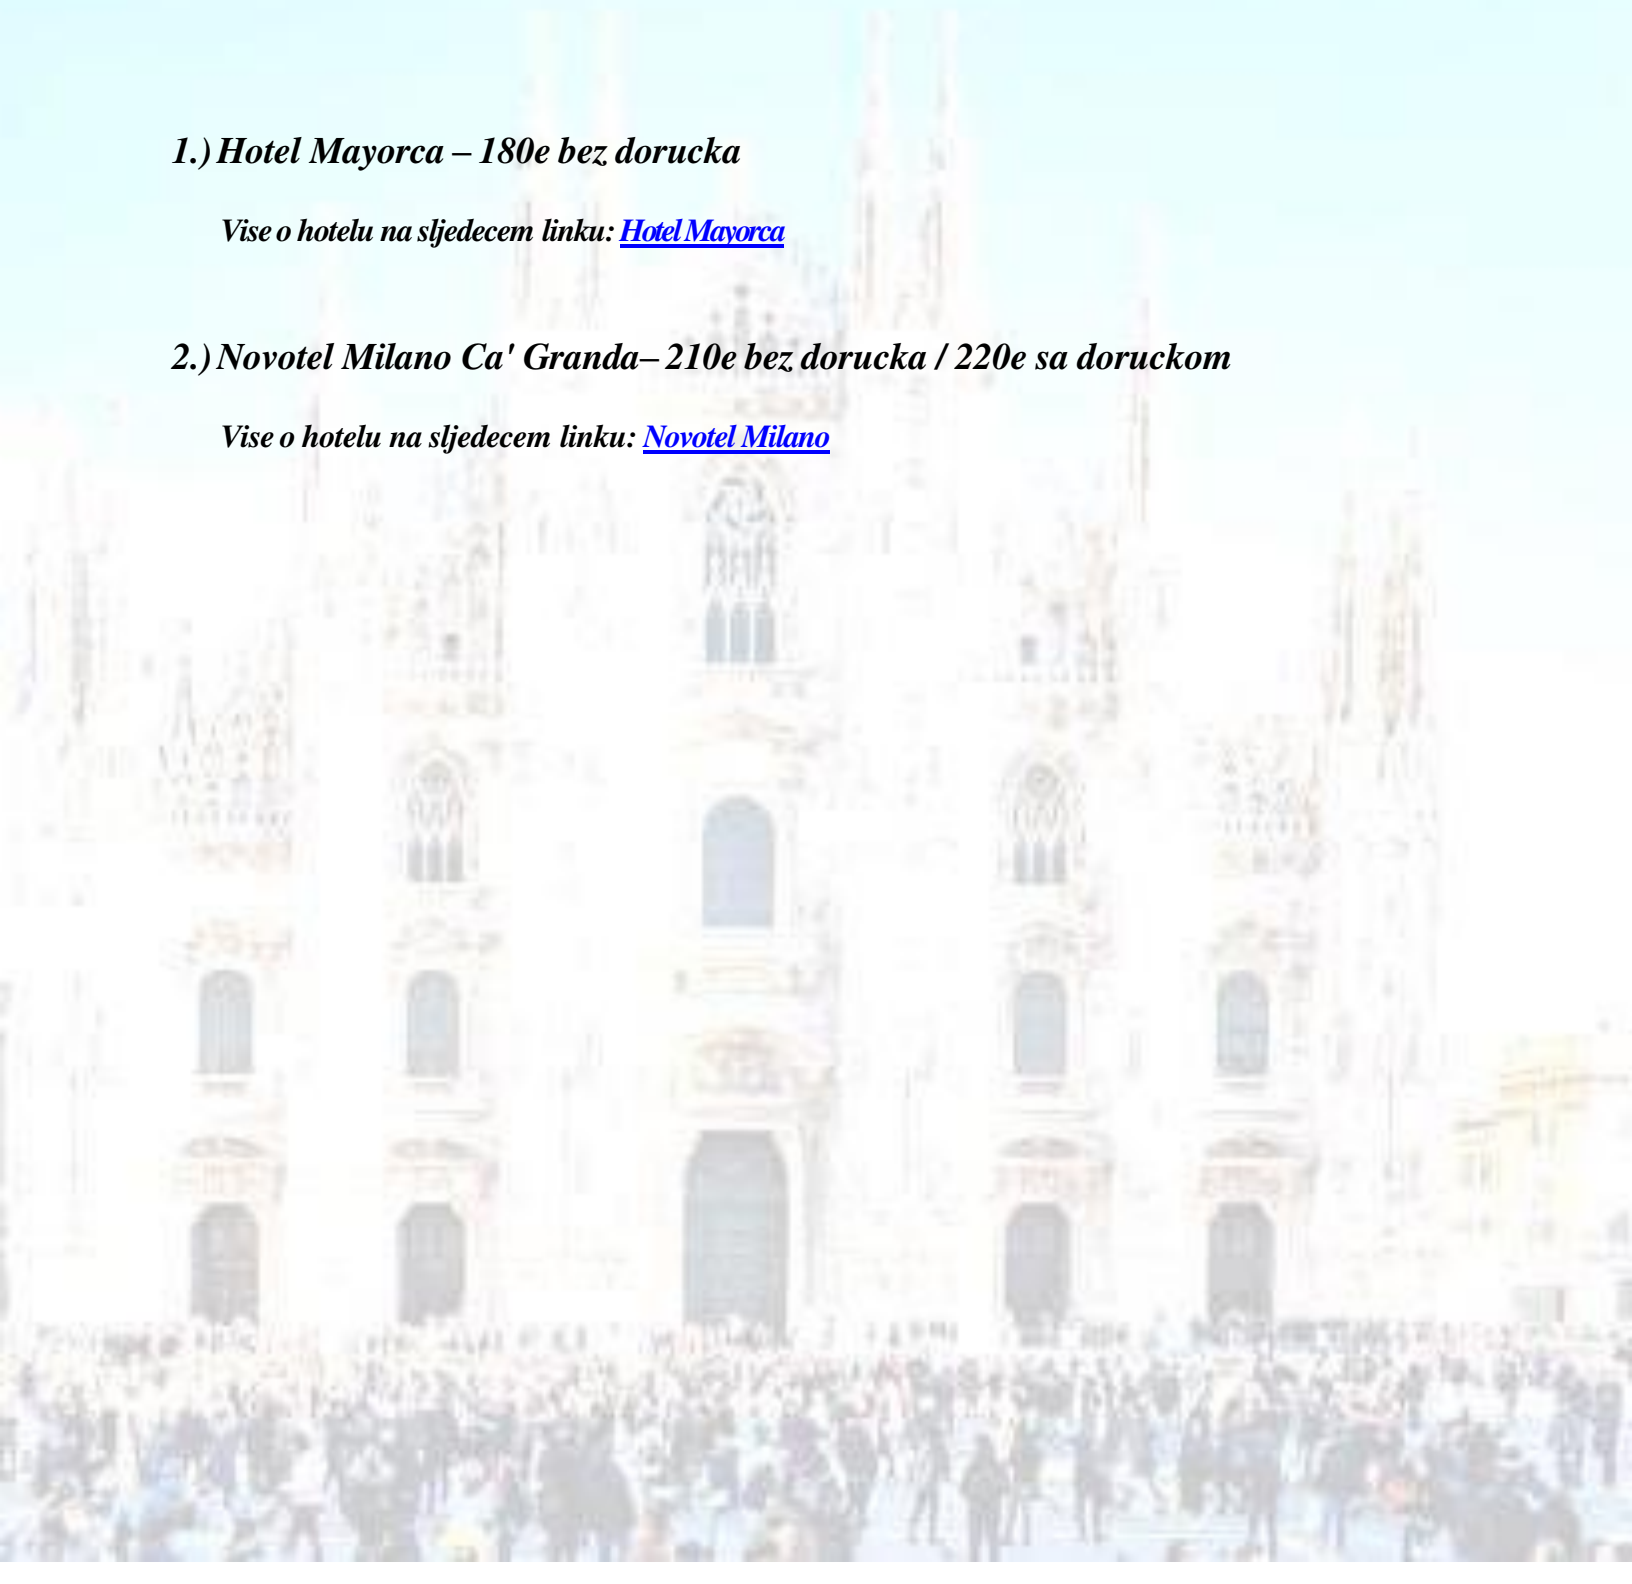 1.) Hotel Mayorca – 180e bez dorucka
Vise o hotelu na sljedecem linku: Hotel Mayorca
2.) Novotel Milano Ca' Granda– 210e bez dorucka / 220e sa doruckom
Vise o hotelu na sljedecem linku: Novotel Milano